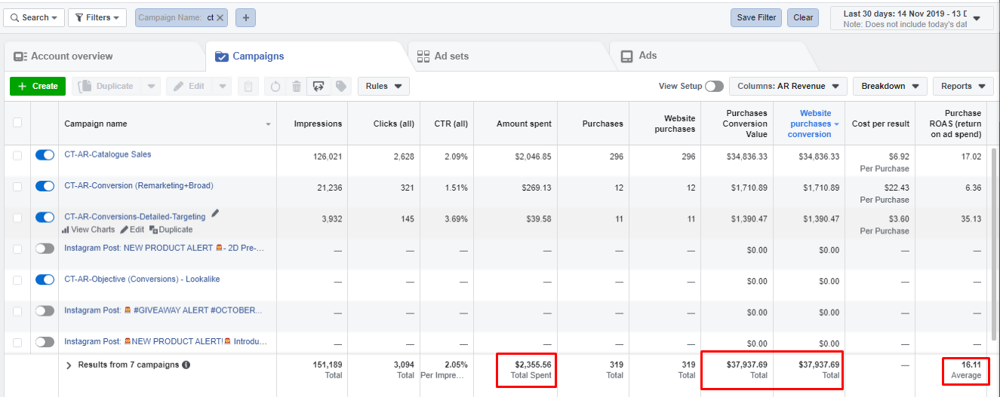 Search Filters Campaign Name: ct Save Filter Clear Last 30 days: 14 Nov 2019 - 13 D
Note: Does not include today's dat
Account overview Campaigns Ad sets Ads
+ Create Duplicate Edit Rules View Setup Columns: AR Revenue Breakdown Reports
Campaign name Impressions Clicks (all) CTR (all) Amount spent Purchases Website purchases Purchases Conversion Value Website purchases conversion Cost per result Purchase ROAS (return on ad spend)
CT-AR-Catalogue Sales 126,021 2,628 2.09% $2,046.85 296 296 $34,836.33 $34,836.33 $6.92 17.02
Per Purchase
CT-AR-Conversion (Remarketing+Broad) 21,236 321 1.51% $269.13 12 12 $1,710.89 $1,710.89 $22.43 6.36
Per Purchase
CT-AR-Conversions-Detailed-Targeting 3,932 145 3.69% $39.58 11 11 $1,390.47 $1,390.47 $3.60 35.13
View Charts Edit Duplicate Per Purchase
Instagram Post: NEW PRODUCT ALERT - 2D Pre-... — — — — — — $0.00 $0.00 — —
CT-AR-Objective (Conversions) - Lookalike — — — — — — $0.00 $0.00 — —
Instagram Post: #GIVEAWAY ALERT #OCTOBER... — — — — — — $0.00 $0.00 — —
Instagram Post: NEW PRODUCT ALERT! Introdu... — — — — — — $0.00 $0.00 — —
Results from 7 campaigns 151,189 3,094 2.05% $2,355.56 319 319 $37,937.69 $37,937.69 — 16.11
Total Total Per Impre... Total Spent Total Total Total Total Average